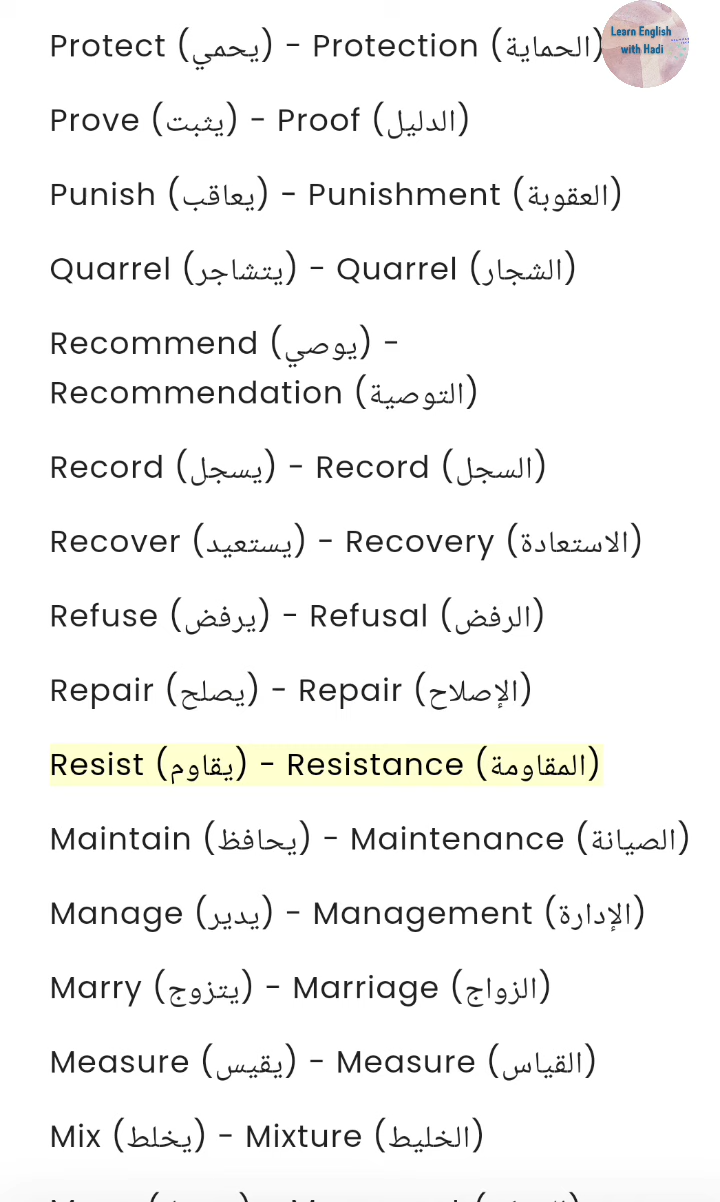 Learn English
with Hadi
Protect (يحمي) - Protection (الحماية)
Prove (يثبت) - Proof (الدليل)
Punish (يعاقب) - Punishment (العقوبة)
Quarrel (يتشاجر) - Quarrel (الشجار)
Recommend (يوصي) -
Recommendation (التوصية)
Record (يسجل) - Record (السجل)
Recover (يستعيد) - Recovery (الاستعادة)
Refuse (يرفض) - Refusal (الرفض)
Repair (يصلح) - Repair (الإصلاح)
Resist (يقاوم) - Resistance (المقاومة)
Maintain (يحافظ) - Maintenance (الصيانة)
Manage (يدير) - Management (الإدارة)
Marry (يتزوج) - Marriage (الزواج)
Measure (يقيس) - Measure (القياس)
Mix (يخلط) - Mixture (الخليط)